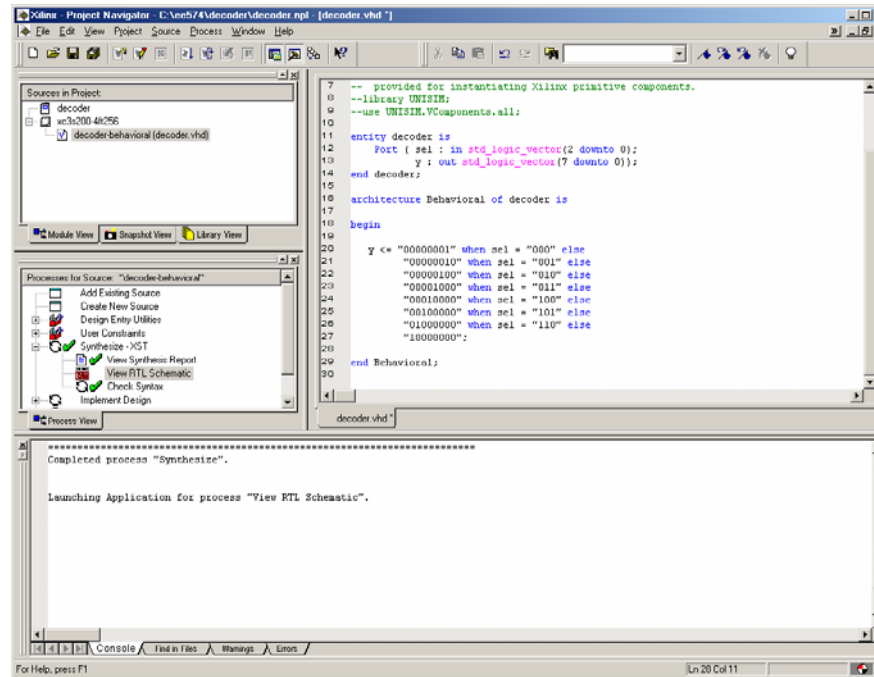 Xilinx - Project Navigator - C:\ee574\decoder\decoder.npl - [decoder.vhd *]
File Edit View Project Source Process Window Help
Sources in Project:
decoder
xc3s200-4ft256
decoder-behavioral (decoder.vhd)
Module View Snapshot View Library View
Processes for Source: "decoder-behavioral"
Add Existing Source
Create New Source
Design Entry Utilities
User Constraints
Synthesize - XST
View Synthesis Report
View RTL Schematic
Check Syntax
Implement Design
Process View
7 -- provided for instantiating Xilinx primitive components.
8 --library UNISIM;
9 --use UNISIM.VComponents.all;
10
11 entity decoder is
12 Port ( sel : in std_logic_vector(2 downto 0);
13 y : out std_logic_vector(7 downto 0));
14 end decoder;
15
16 architecture Behavioral of decoder is
17
18 begin
19
20 y <= "00000001" when sel = "000" else
21 "00000010" when sel = "001" else
22 "00000100" when sel = "010" else
23 "00001000" when sel = "011" else
24 "00010000" when sel = "100" else
25 "00100000" when sel = "101" else
26 "01000000" when sel = "110" else
27 "10000000";
28
29 end Behavioral;
30
decoder.vhd *
=========================================================================
Completed process "Synthesize".
Launching Application for process "View RTL Schematic".
Console Find in Files Warnings Errors
For Help, press F1
Ln 28 Col 11